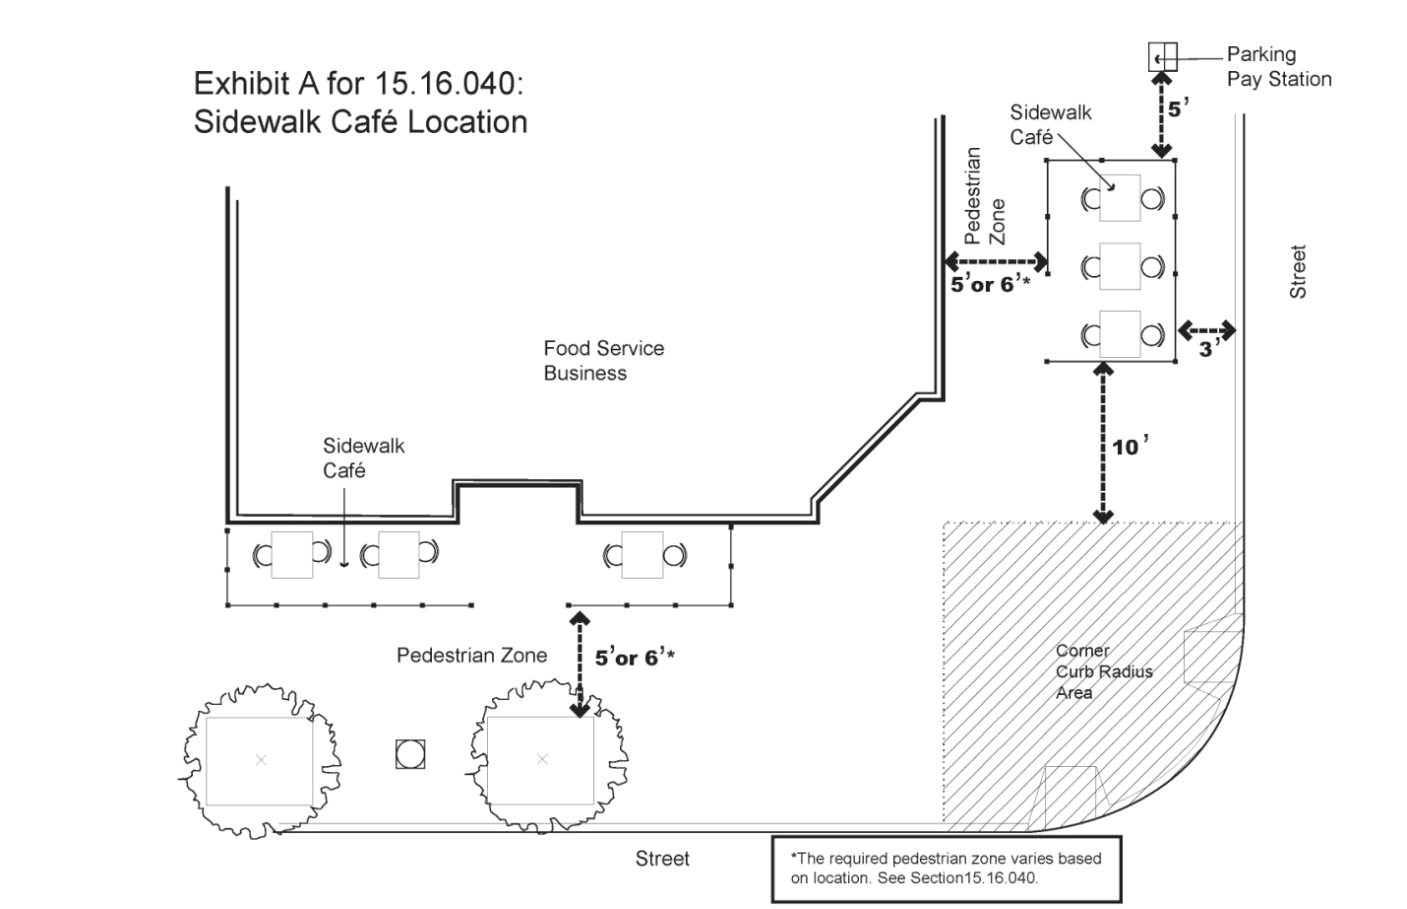 Exhibit A for 15.16.040:
Sidewalk Café Location
Parking
Pay Station
5'
Sidewalk
Café
Pedestrian
Zone
5'or 6'*
Street
3'
Food Service
Business
10'
Sidewalk
Café
Pedestrian Zone
5'or 6'*
Corner
Curb Radius
Area
Street
*The required pedestrian zone varies based
on location. See Section15.16.040.